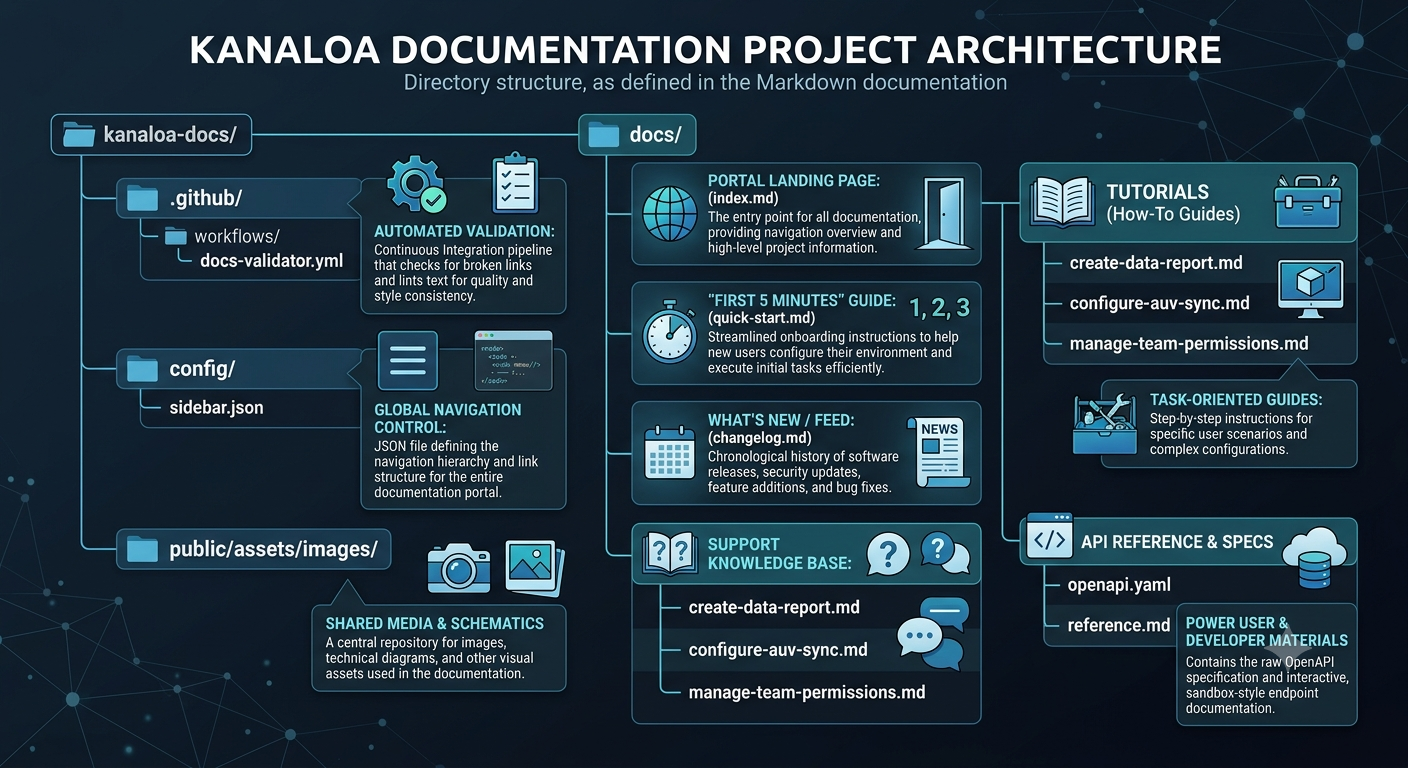 KANALOA DOCUMENTATION PROJECT ARCHITECTURE
Directory structure, as defined in the Markdown documentation
kanaloa-docs/
.github/
workflows/
docs-validator.yml
AUTOMATED VALIDATION:
Continuous Integration pipeline
that checks for broken links
and lints text for quality and
style consistency.
config/
sidebar.json
GLOBAL NAVIGATION
CONTROL:
JSON file defining the
navigation hierarchy and link
structure for the entire
documentation portal.
public/assets/images/
SHARED MEDIA & SCHEMATICS
A central repository for images,
technical diagrams, and other visual
assets used in the documentation.
docs/
PORTAL LANDING PAGE:
(index.md)
The entry point for all documentation,
providing navigation overview and
high-level project information.
"FIRST 5 MINUTES" GUIDE:
1, 2, 3
(quick-start.md)
Streamlined onboarding instructions to help
new users configure their environment and
execute initial tasks efficiently.
WHAT'S NEW / FEED:
(changelog.md)
Chronological history of software
releases, security updates,
feature additions, and bug fixes.
NEWS
? ?
SUPPORT
KNOWLEDGE BASE:
? ?
create-data-report.md
configure-auv-sync.md
manage-team-permissions.md
TUTORIALS
(How-To Guides)
create-data-report.md
configure-auv-sync.md
manage-team-permissions.md
TASK-ORIENTED GUIDES:
Step-by-step instructions for
specific user scenarios and
complex configurations.
</>
API REFERENCE & SPECS
openapi.yaml
reference.md
POWER USER &
DEVELOPER MATERIALS
Contains the raw OpenAPI
specification and interactive,
sandbox-style endpoint
documentation.